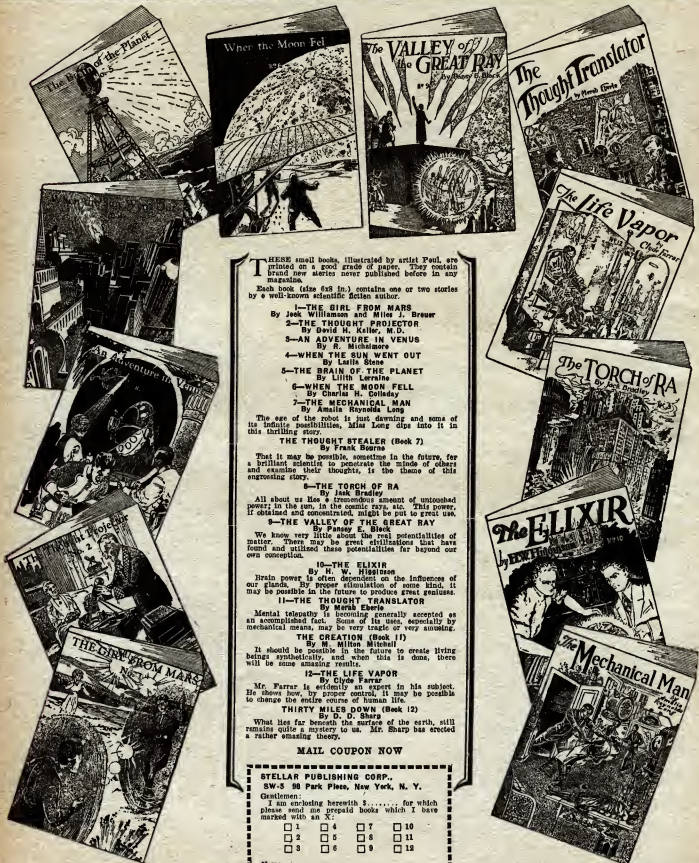 The Brain of the Planet
When the Moon Fel
The VALLEY of
the GREAT RAY
by Pansey E. Black
The
Thought Translator
by Merab Eberle
The Life Vapor
by
Clyde Farrar
An Adventure in Venus
The TORCH of RA
by Jack Bradley
The ELIXIR
by H.W. Higginson
THE GIRL FROM MARS
The Mechanical Man
THESE small books, illustrated by artist Paul, are
printed on a good grade of paper. They contain
brand new stories never published before in any
magazine.
Each book (size 6x8 in.) contains one or two stories
by a well-known scientific fiction author.
1—THE GIRL FROM MARS
By Jack Williamson and Miles J. Breuer
2—THE THOUGHT PROJECTOR
By David H. Keller, M.D.
3—AN ADVENTURE IN VENUS
By R. Michelmore
4—WHEN THE SUN WENT OUT
By Leslie Stone
5—THE BRAIN OF THE PLANET
By Lilith Lorraine
6—WHEN THE MOON FELL
By Charles H. Colladay
7—THE MECHANICAL MAN
By Amelia Reynolds Long
The age of the robot is just dawning and some of
its infinite possibilities, Miss Long dips into it in
this thrilling story.
THE THOUGHT STEALER (Book 7)
By Frank Bourne
That it may be possible, sometime in the future, for
a brilliant scientist to penetrate the minds of others
and examine their thoughts, is the theme of this
engrossing story.
8—THE TORCH OF RA
By Jack Bradley
All about us lies a tremendous amount of untouched
power; in the sun, in the cosmic rays, etc. This power,
if obtained and concentrated, might be put to great use.
9—THE VALLEY OF THE GREAT RAY
By Pansey E. Black
We know very little about the real potentialities of
matter. There may be great civilizations that have
found and utilized these potentialities far beyond our
own conception.
10—THE ELIXIR
By H. W. Higginson
Brain power is often dependent on the influences of
our glands. By proper stimulation of some kind, it
may be possible in the future to produce great geniuses.
11—THE THOUGHT TRANSLATOR
By Merab Eberle
Mental telepathy is becoming generally accepted as
an accomplished fact. Some of its uses, especially by
mechanical means, may be very tragic or very amusing.
THE CREATION (Book 11)
By M. Milton Mitchell
It should be possible in the future to create living
beings synthetically, and when this is done, there
will be some amazing results.
12—THE LIFE VAPOR
By Clyde Farrar
Mr. Farrar is evidently an expert in his subject.
He shows how, by proper control, it may be possible
to change the entire course of human life.
THIRTY MILES DOWN (Book 12)
By D. D. Sharp
What lies far beneath the surface of the earth, still
remains quite a mystery to us. Mr. Sharp has erected
a rather amazing theory.
MAIL COUPON NOW
STELLAR PUBLISHING CORP.,
SW-5 98 Park Place, New York, N. Y.
Gentlemen:
I am enclosing herewith $........ for which
please send me prepaid books which I have
marked with an X:
1 4 7 10
2 5 8 11
3 6 9 12